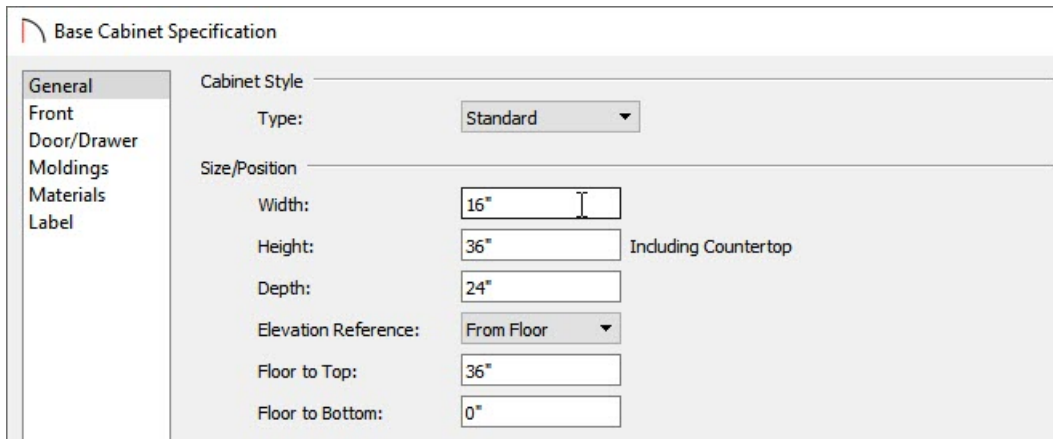 Base Cabinet Specification
General
Front
Door/Drawer
Moldings
Materials
Label
Cabinet Style
Type: Standard
Size/Position
Width: 16"
Height: 36" Including Countertop
Depth: 24"
Elevation Reference: From Floor
Floor to Top: 36"
Floor to Bottom: 0"